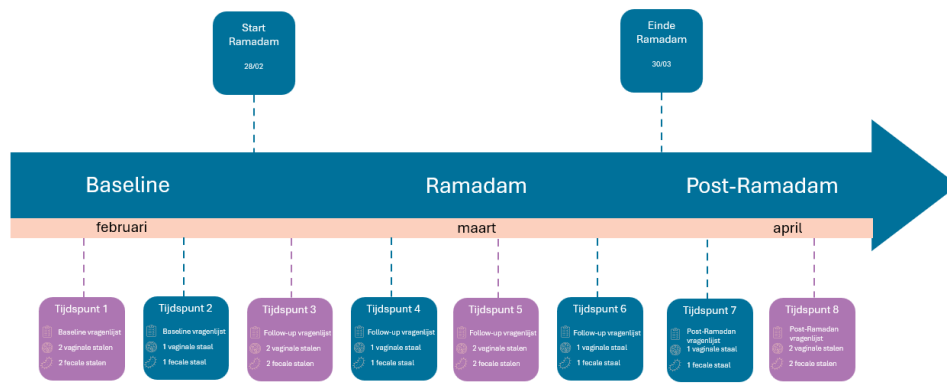 Start
Ramadam
28/02
Einde
Ramadam
30/03
Baseline
Ramadam
Post-Ramadam
februari
maart
april
Tijdspunt 1
Baseline vragenlijst
2 vaginale stalen
2 fecale stalen
Tijdspunt 2
Baseline vragenlijst
1 vaginale staal
1 fecale staal
Tijdspunt 3
Follow-up vragenlijst
2 vaginale stalen
2 fecale stalen
Tijdspunt 4
Follow-up vragenlijst
1 vaginale staal
1 fecale staal
Tijdspunt 5
Follow-up vragenlijst
2 vaginale stalen
2 fecale stalen
Tijdspunt 6
Follow-up vragenlijst
1 vaginale staal
1 fecale staal
Tijdspunt 7
Post-Ramadan
vragenlijst
1 vaginale staal
1 fecale staal
Tijdspunt 8
Post-Ramadan
vragenlijst
2 vaginale stalen
2 fecale stalen